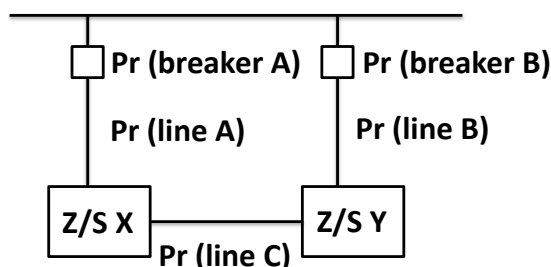 Pr (breaker A) Pr (breaker B)
Pr (line A) Pr (line B)
Z/S X Z/S Y
Pr (line C)